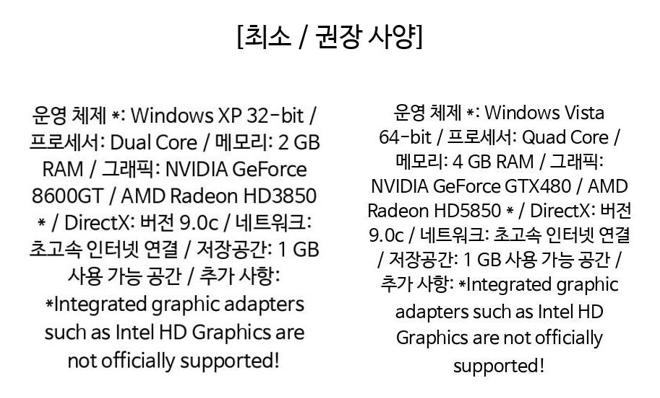 [최소 / 권장 사양]
운영 체제 *: Windows XP 32-bit /
프로세서: Dual Core / 메모리: 2 GB
RAM / 그래픽: NVIDIA GeForce
8600GT / AMD Radeon HD3850
* / DirectX: 버전 9.0c / 네트워크:
초고속 인터넷 연결 / 저장공간: 1 GB
사용 가능 공간 / 추가 사항:
*Integrated graphic adapters
such as Intel HD Graphics are
not officially supported!
운영 체제 *: Windows Vista
64-bit / 프로세서: Quad Core /
메모리: 4 GB RAM / 그래픽:
NVIDIA GeForce GTX480 / AMD
Radeon HD5850 * / DirectX: 버전
9.0c / 네트워크: 초고속 인터넷 연결
/ 저장공간: 1 GB 사용 가능 공간 /
추가 사항: *Integrated graphic
adapters such as Intel HD
Graphics are not officially
supported!